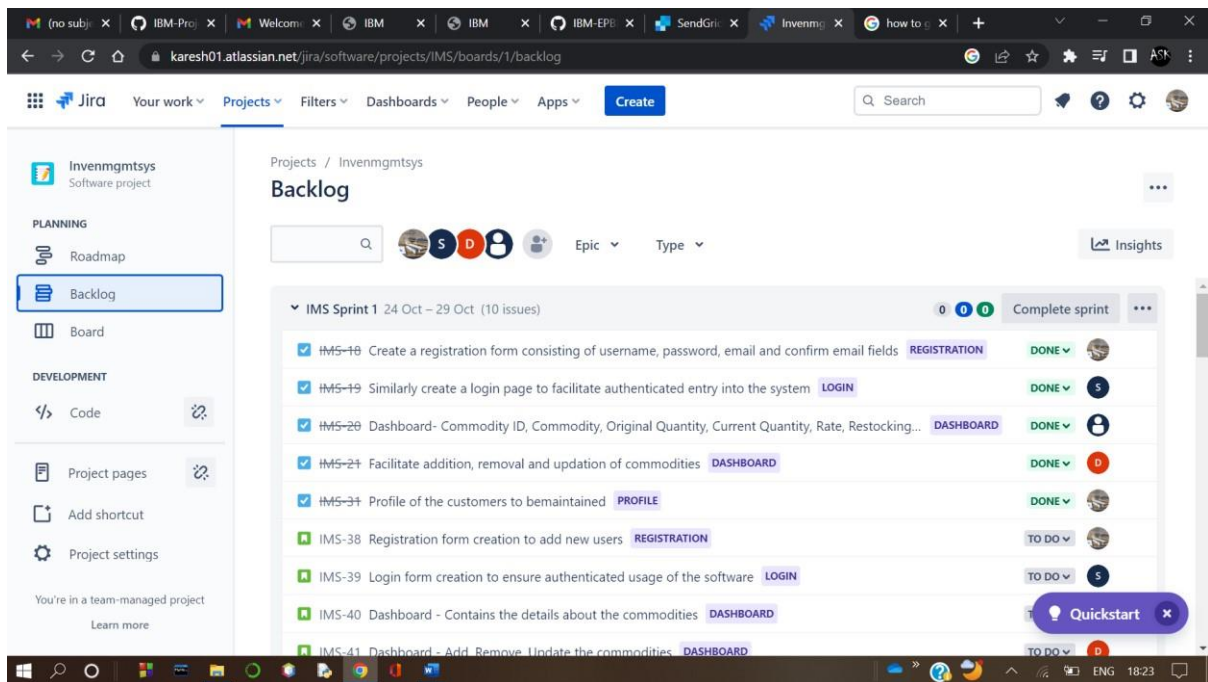 (no subj
IBM-Proj
Welcom
IBM
IBM
IBM-EPB
SendGric
Invenmg
how to g
karesh01.atlassian.net/jira/software/projects/IMS/boards/1/backlog
ASK
Jira
Your work
Projects
Filters
Dashboards
People
Apps
Create
Search
Invenmgmtsys
Software project
PLANNING
Roadmap
Backlog
Board
DEVELOPMENT
Code
Project pages
Add shortcut
Project settings
You're in a team-managed project
Learn more
Projects / Invenmgmtsys
Backlog
S D
Epic
Type
Insights
IMS Sprint 1 24 Oct – 29 Oct (10 issues) 0 0 0 Complete sprint
IMS-18 Create a registration form consisting of username, password, email and confirm email fields REGISTRATION DONE
IMS-19 Similarly create a login page to facilitate authenticated entry into the system LOGIN DONE S
IMS-20 Dashboard- Commodity ID, Commodity, Original Quantity, Current Quantity, Rate, Restocking... DASHBOARD DONE
IMS-21 Facilitate addition, removal and updation of commodities DASHBOARD DONE D
IMS-31 Profile of the customers to bemaintained PROFILE DONE
IMS-38 Registration form creation to add new users REGISTRATION TO DO
IMS-39 Login form creation to ensure authenticated usage of the software LOGIN TO DO S
IMS-40 Dashboard - Contains the details about the commodities DASHBOARD
Quickstart
IMS-41 Dashboard - Add, Remove, Update the commodities DASHBOARD TO DO D
ENG 18:23